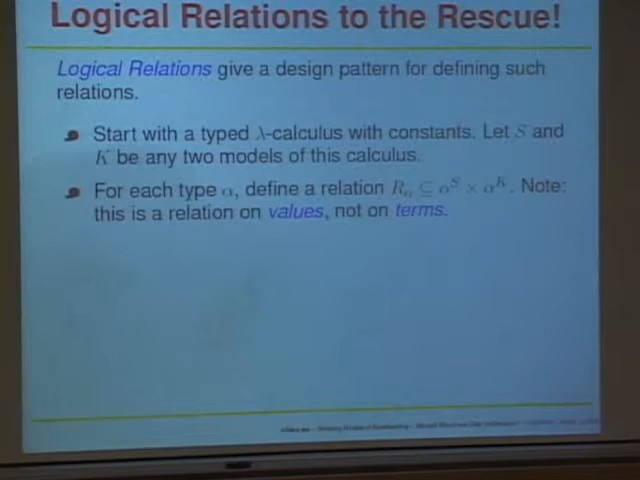 Logical Relations to the Rescue!
Logical Relations give a design pattern for defining such
relations.
Start with a typed λ-calculus with constants. Let S and
K be any two models of this calculus.
For each type α, define a relation Rα ⊆ α^S × α^K. Note:
this is a relation on values, not on terms.